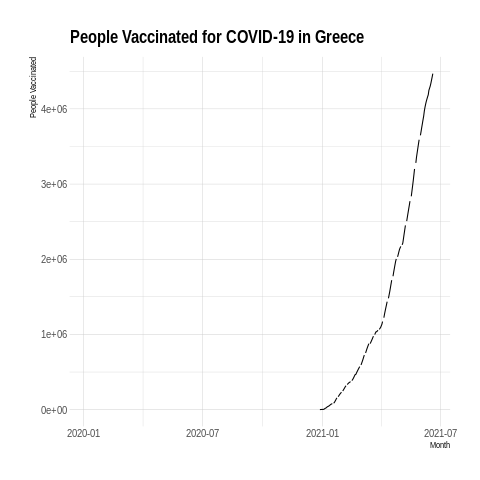 People Vaccinated for COVID-19 in Greece
People Vaccinated
4e+06
3e+06
2e+06
1e+06
0e+00
2020-01 2020-07 2021-01 2021-07
Month